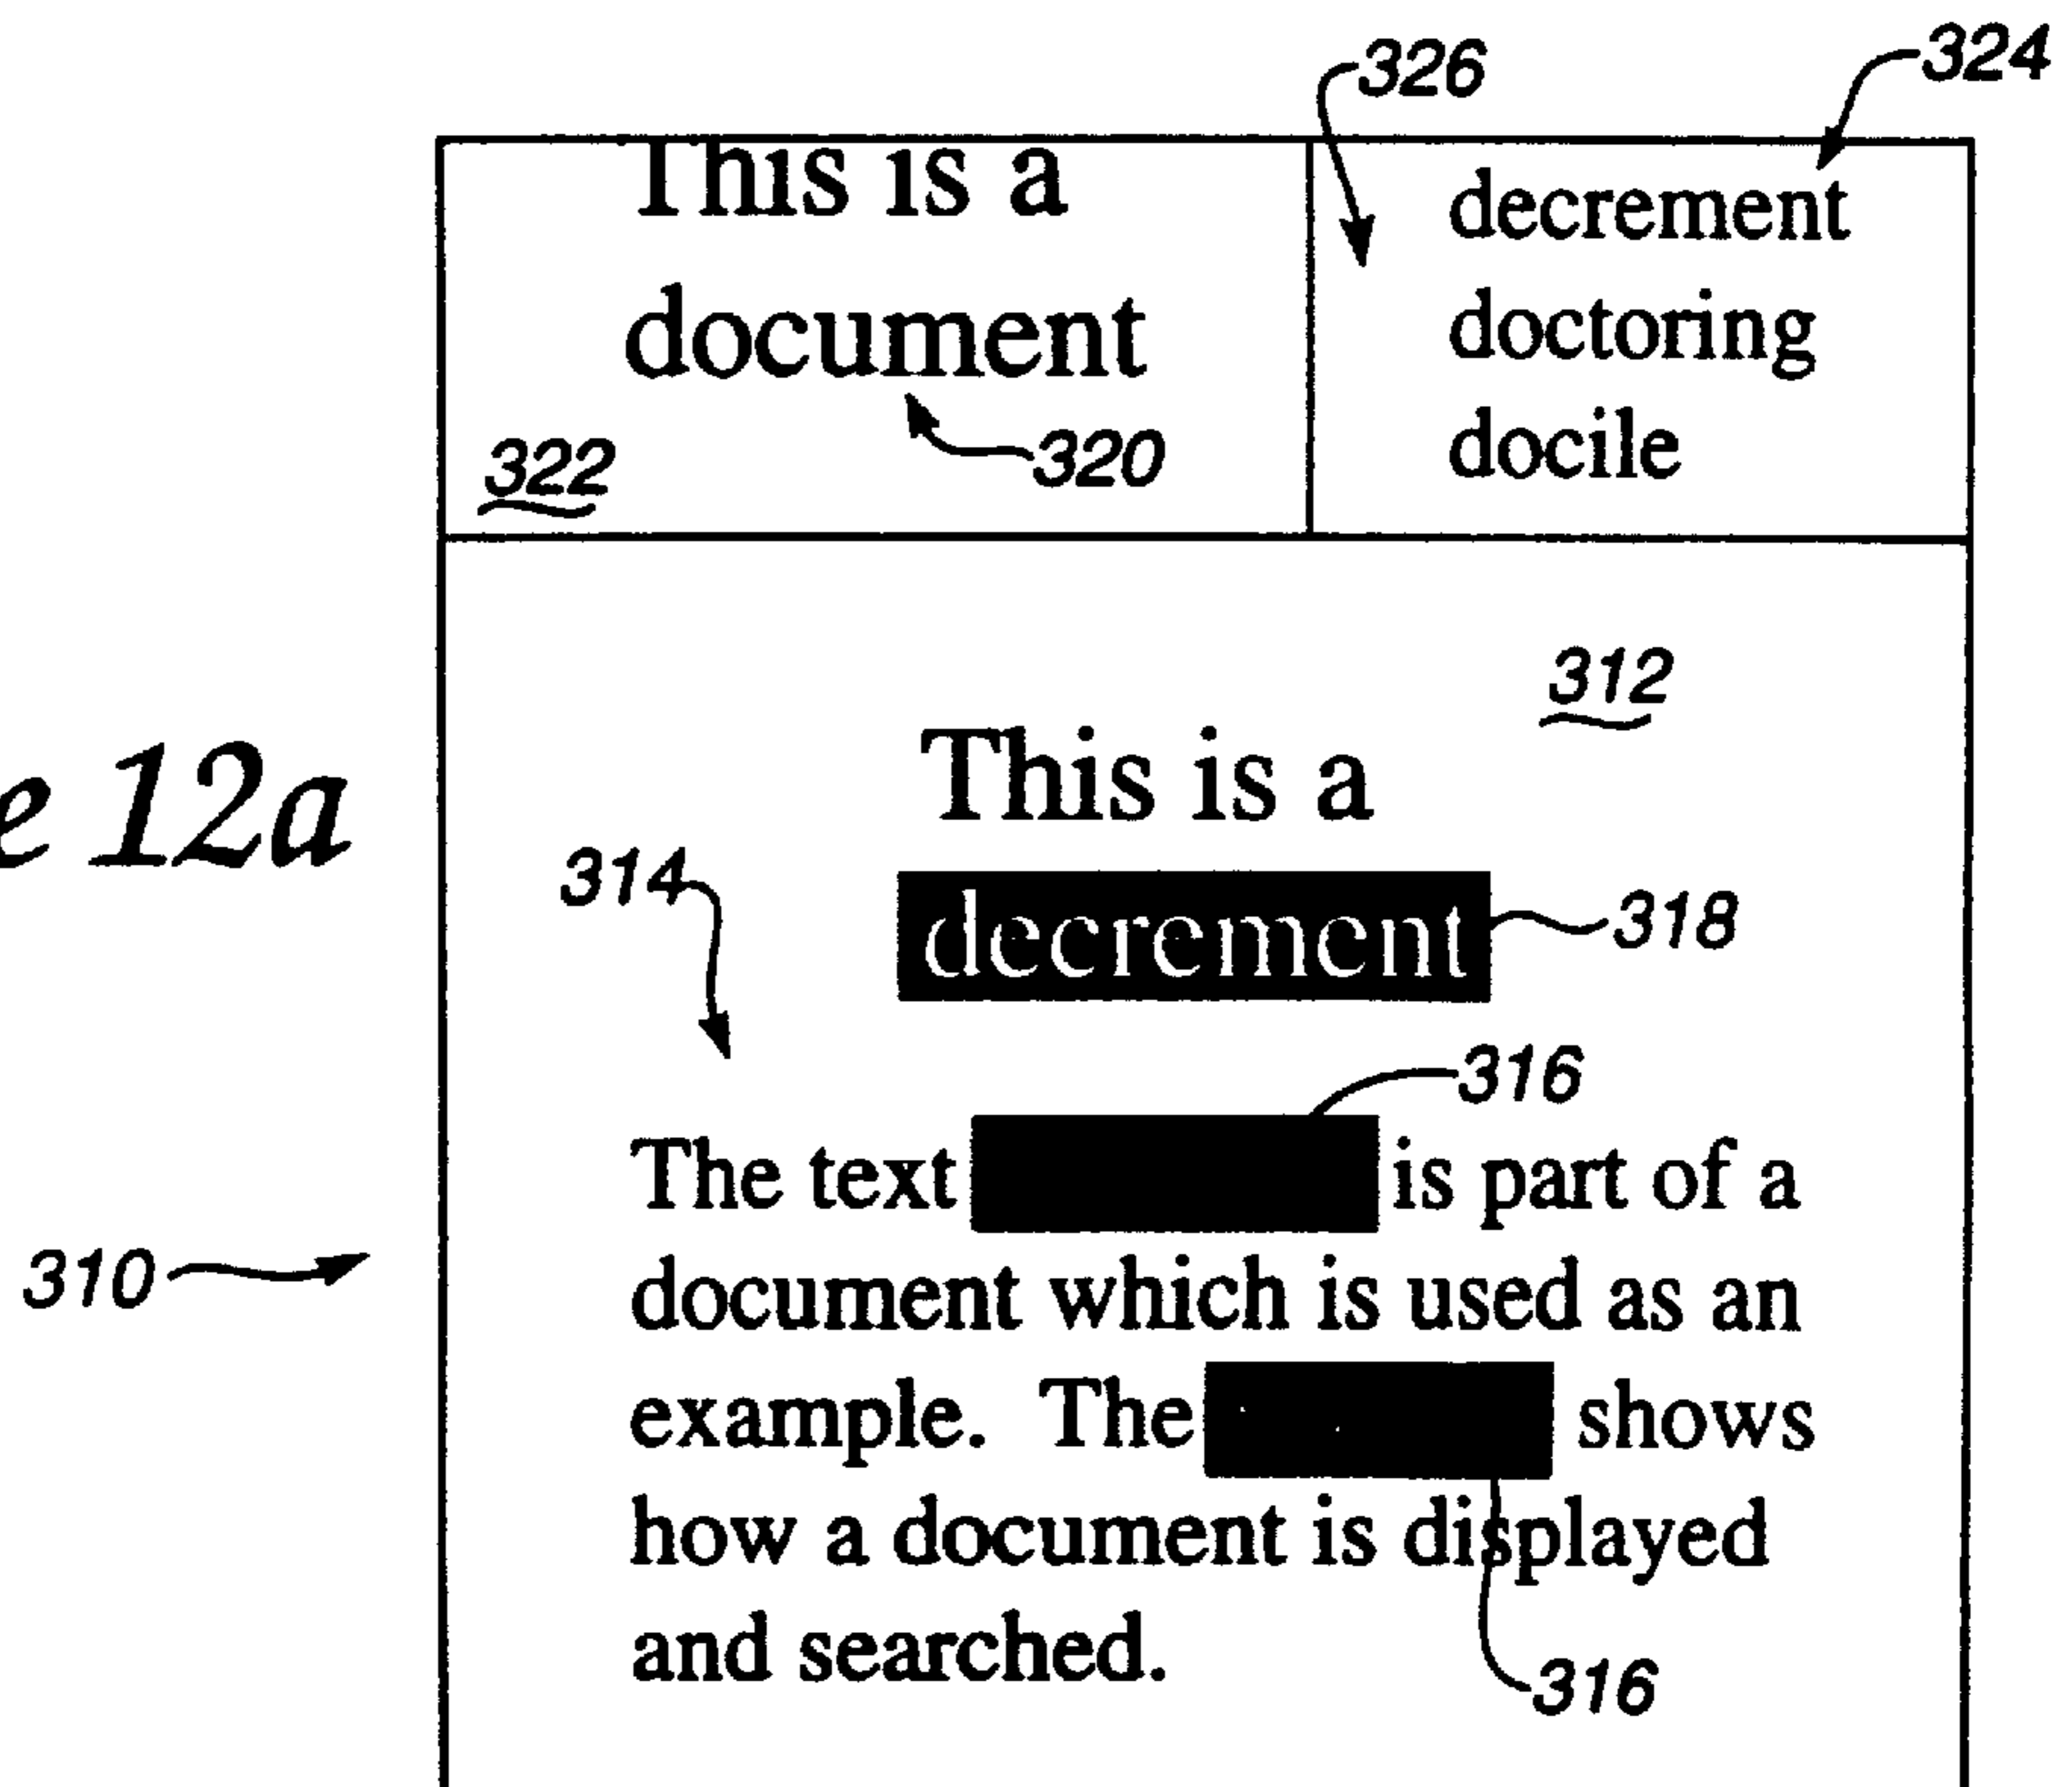 326
324
This is a
document
322
320
decrement
doctoring
docile
e 12a
310
312
This is a
314
decrement
318
316
The text is part of a
document which is used as an
example. The shows
how a document is displayed
and searched.
316